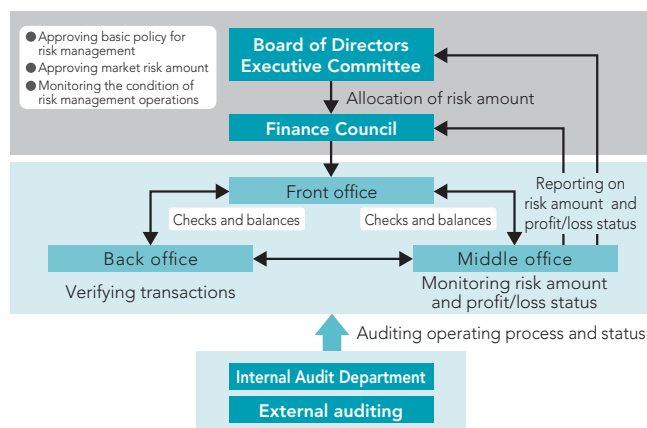 ● Approving basic policy for
risk management
● Approving market risk amount
● Monitoring the condition of
risk management operations
Board of Directors
Executive Committee
Allocation of risk amount
Finance Council
Front office
Reporting on
risk amount and
profit/loss status
Checks and balances
Checks and balances
Back office
Middle office
Verifying transactions
Monitoring risk amount
and profit/loss status
Auditing operating process and status
Internal Audit Department
External auditing